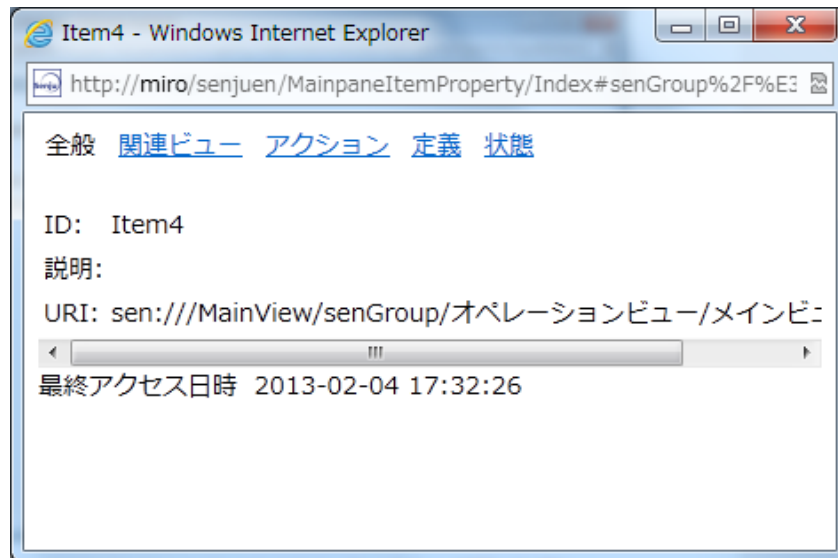 Item4 - Windows Internet Explorer
http://miro/senjuen/MainpaneItemProperty/Index#senGroup%2F%E3
全般 関連ビュー アクション 定義 状態
ID: Item4
説明:
URI: sen:///MainView/senGroup/オペレーションビュー/メインビ
最終アクセス日時 2013-02-04 17:32:26